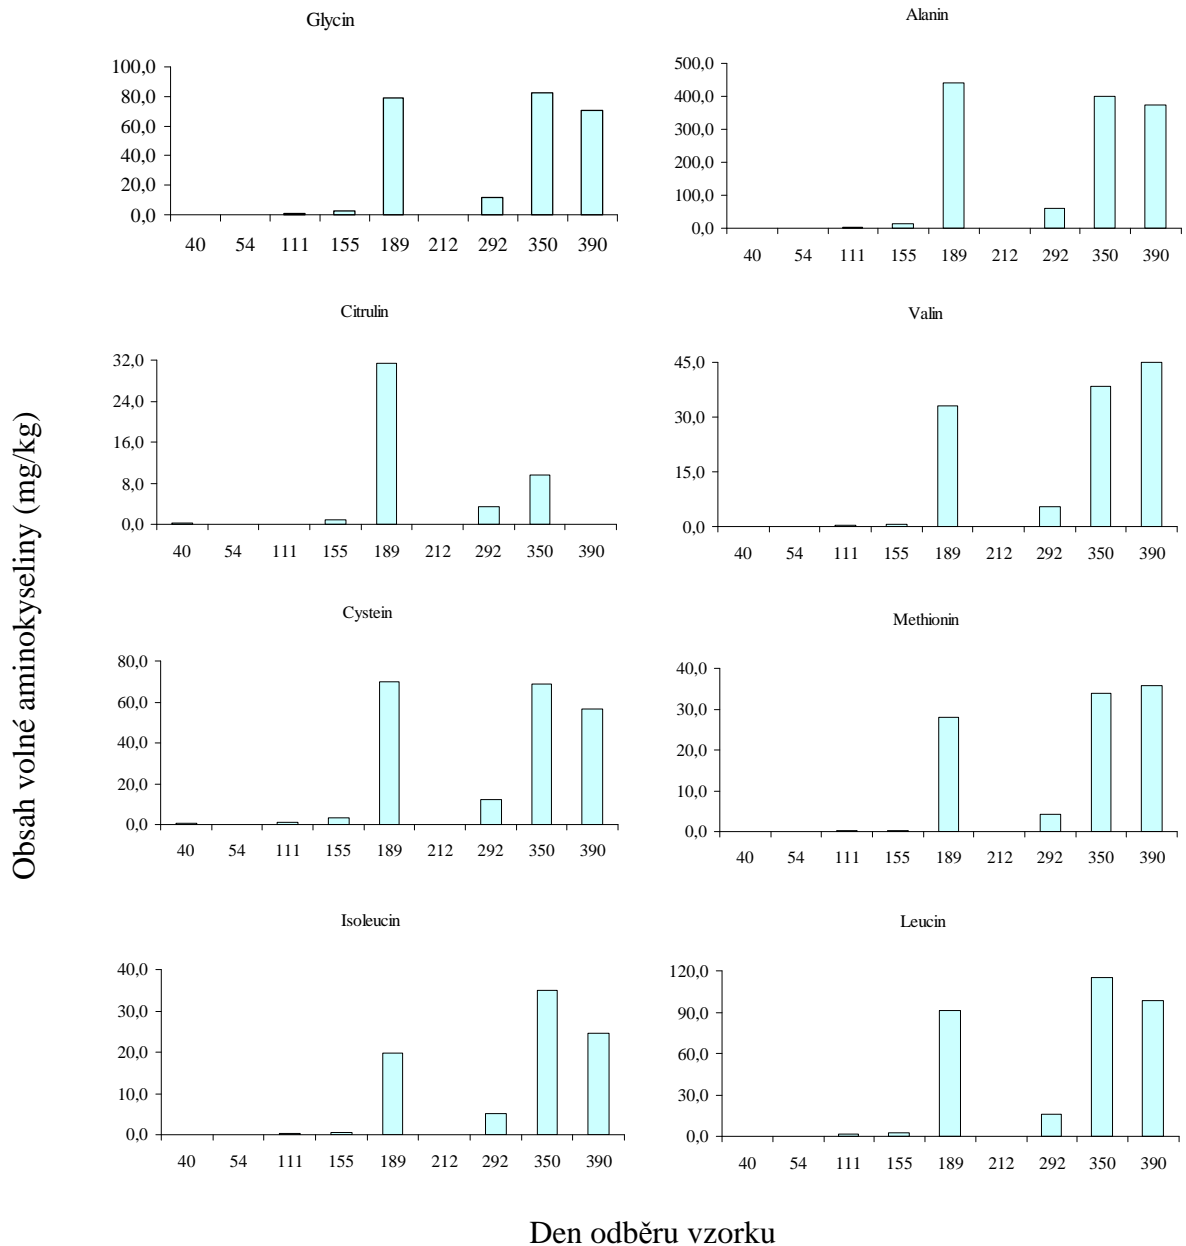 Glycin
100,0
80,0
60,0
40,0
20,0
0,0
40 54 111 155 189 212 292 350 390
Alanin
500,0
400,0
300,0
200,0
100,0
0,0
40 54 111 155 189 212 292 350 390
Citrulin
32,0
24,0
16,0
8,0
0,0
40 54 111 155 189 212 292 350 390
Valin
45,0
30,0
15,0
0,0
40 54 111 155 189 212 292 350 390
Cystein
80,0
60,0
40,0
20,0
0,0
40 54 111 155 189 212 292 350 390
Methionin
40,0
30,0
20,0
10,0
0,0
40 54 111 155 189 212 292 350 390
Isoleucin
40,0
30,0
20,0
10,0
0,0
40 54 111 155 189 212 292 350 390
Leucin
120,0
90,0
60,0
30,0
0,0
40 54 111 155 189 212 292 350 390
Obsah volné aminokyseliny (mg/kg)
Den odběru vzorku